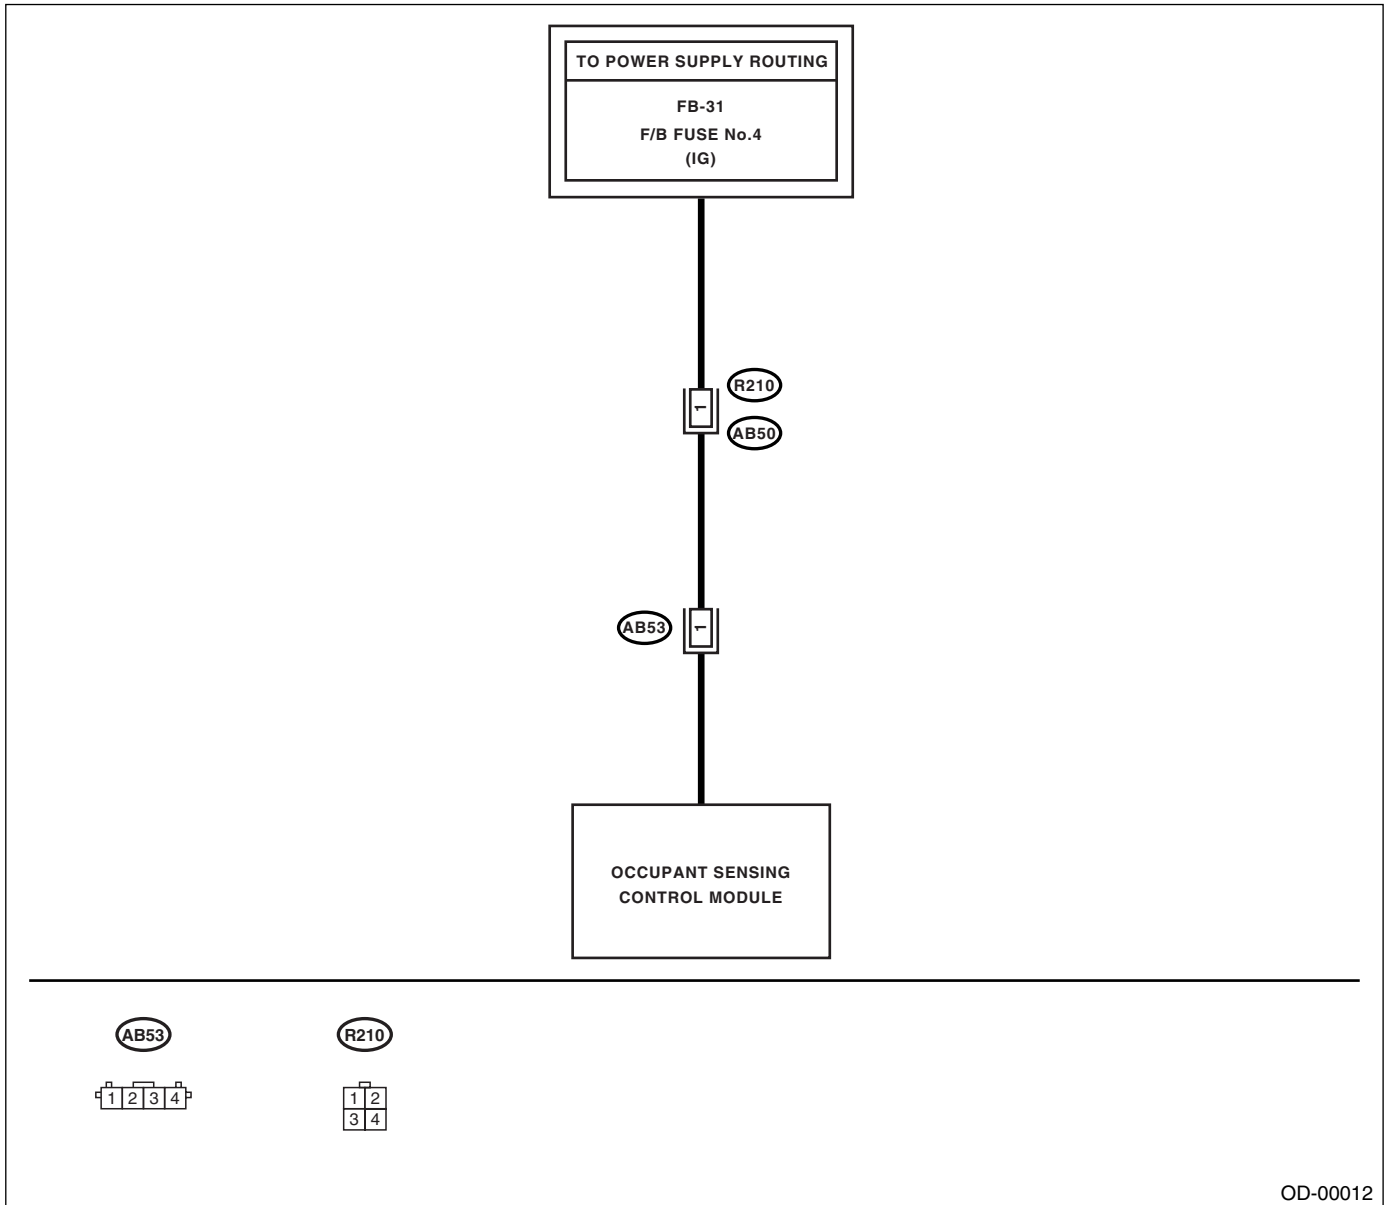 TO POWER SUPPLY ROUTING
FB-31
F/B FUSE No.4
(IG)
R210
1
AB50
AB53
1
OCCUPANT SENSING
CONTROL MODULE
AB53
R210
1 2 3 4
1 2
3 4
OD-00012